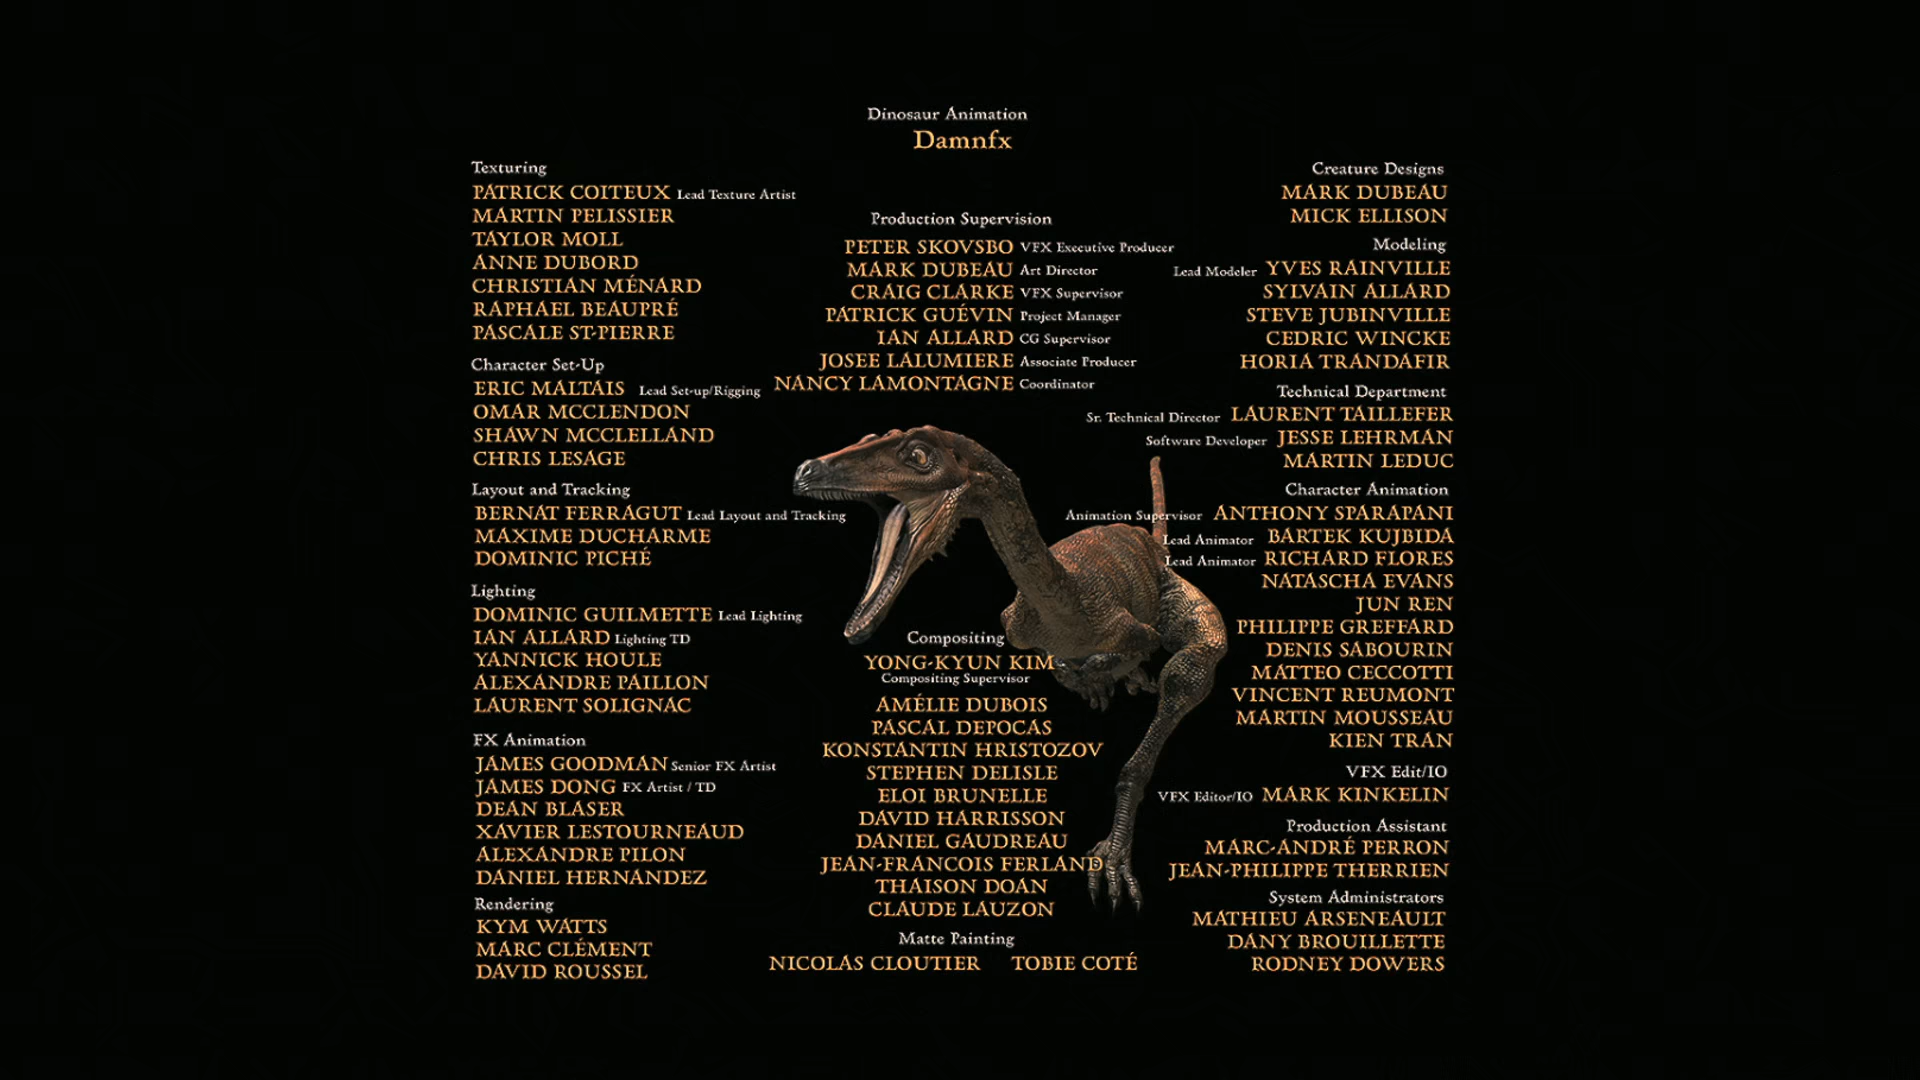 Dinosaur Animation
Damnfx
Texturing
PATRICK COITEUX Lead Texture Artist
MARTIN PELISSIER
TAYLOR MOLL
ANNE DUBORD
CHRISTIAN MÉNARD
RAPHAEL BEAUPRÉ
PASCALE ST-PIERRE
Character Set-Up
ERIC MALTAIS Lead Set-up/Rigging
OMAR MCCLENDON
SHAWN MCCLELLAND
CHRIS LESAGE
Layout and Tracking
BERNAT FERRAGUT Lead Layout and Tracking
MAXIME DUCHARME
DOMINIC PICHÉ
Lighting
DOMINIC GUILMETTE Lead Lighting
IAN ALLARD Lighting TD
YANNICK HOULE
ALEXANDRE PAILLON
LAURENT SOLIGNAC
FX Animation
JAMES GOODMAN Senior FX Artist
JAMES DONG FX Artist / TD
DEAN BLASER
XAVIER LESTOURNEAUD
ALEXANDRE PILON
DANIEL HERNANDEZ
Rendering
KYM WATTS
MARC CLÉMENT
DAVID ROUSSEL
Production Supervision
PETER SKOVSBO VFX Executive Producer
MARK DUBEAU Art Director
CRAIG CLARKE VFX Supervisor
PATRICK GUÉVIN Project Manager
IAN ALLARD CG Supervisor
JOSEE LALUMIERE Associate Producer
NANCY LAMONTAGNE Coordinator
Compositing
YONG-KYUN KIM
Compositing Supervisor
AMÉLIE DUBOIS
PASCAL DEPOCAS
KONSTANTIN HRISTOZOV
STEPHEN DELISLE
ELOI BRUNELLE
DAVID HARRISSON
DANIEL GAUDREAU
JEAN-FRANCOIS FERLAND
THAISON DOAN
CLAUDE LAUZON
Matte Painting
NICOLAS CLOUTIER TOBIE COTÉ
Creature Designs
MARK DUBEAU
MICK ELLISON
Modeling
Lead Modeler YVES RAINVILLE
SYLVAIN ALLARD
STEVE JUBINVILLE
CEDRIC WINCKE
HORIA TRANDAFIR
Technical Department
Sr. Technical Director LAURENT TAILLEFER
Software Developer JESSE LEHRMAN
MARTIN LEDUC
Character Animation
Animation Supervisor ANTHONY SPARAPANI
Lead Animator BARTEK KUJBIDA
Lead Animator RICHARD FLORES
NATASCHA EVANS
JUN REN
PHILIPPE GREFFARD
DENIS SABOURIN
MATTEO CECCOTTI
VINCENT REUMONT
MARTIN MOUSSEAU
KIEN TRAN
VFX Edit/IO
VFX Editor/IO MARK KINKELIN
Production Assistant
MARC-ANDRÉ PERRON
JEAN-PHILIPPE THERRIEN
System Administrators
MATHIEU ARSENEAULT
DANY BROUILLETTE
RODNEY DOWERS